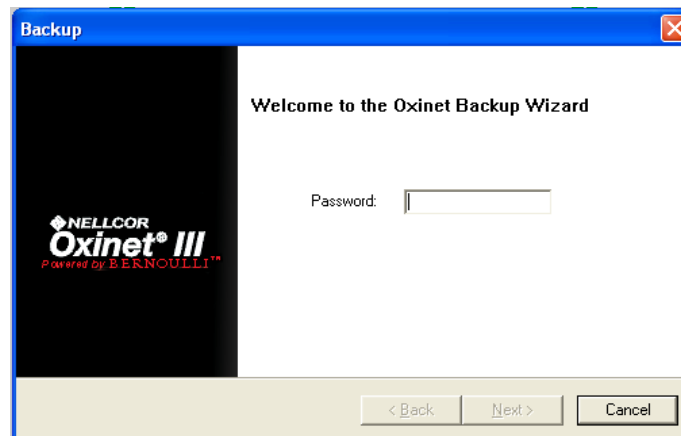 Backup
Welcome to the Oxinet Backup Wizard
Password:
NELLCOR
Oxinet® III
Powered by BERNOULLI™
< Back
Next >
Cancel